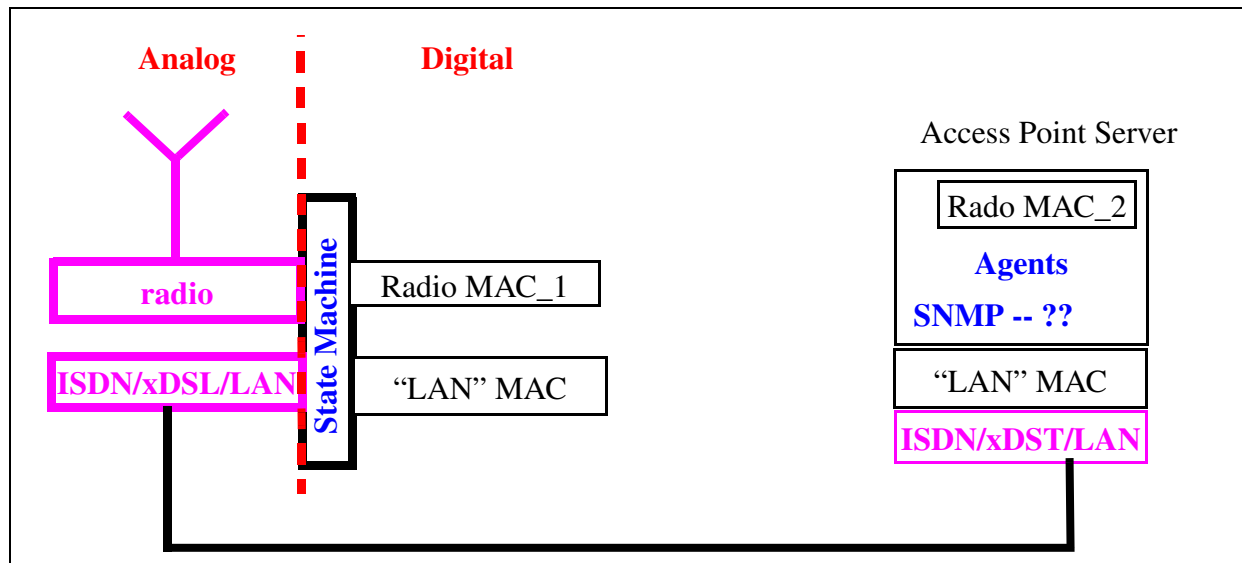 Analog
Digital
Access Point Server
Rado MAC_2
Agents
SNMP -- ??
radio
State Machine
Radio MAC_1
ISDN/xDSL/LAN
“LAN” MAC
“LAN” MAC
ISDN/xDST/LAN